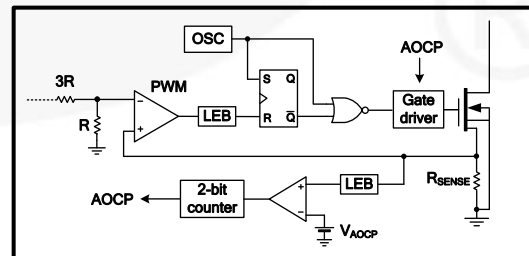 OSC
AOCP
3R
PWM
S Q
LEB
Gate
driver
R
R Q̅
AOCP
2-bit
counter
LEB
RSENSE
VAOCP
+
−
+
−